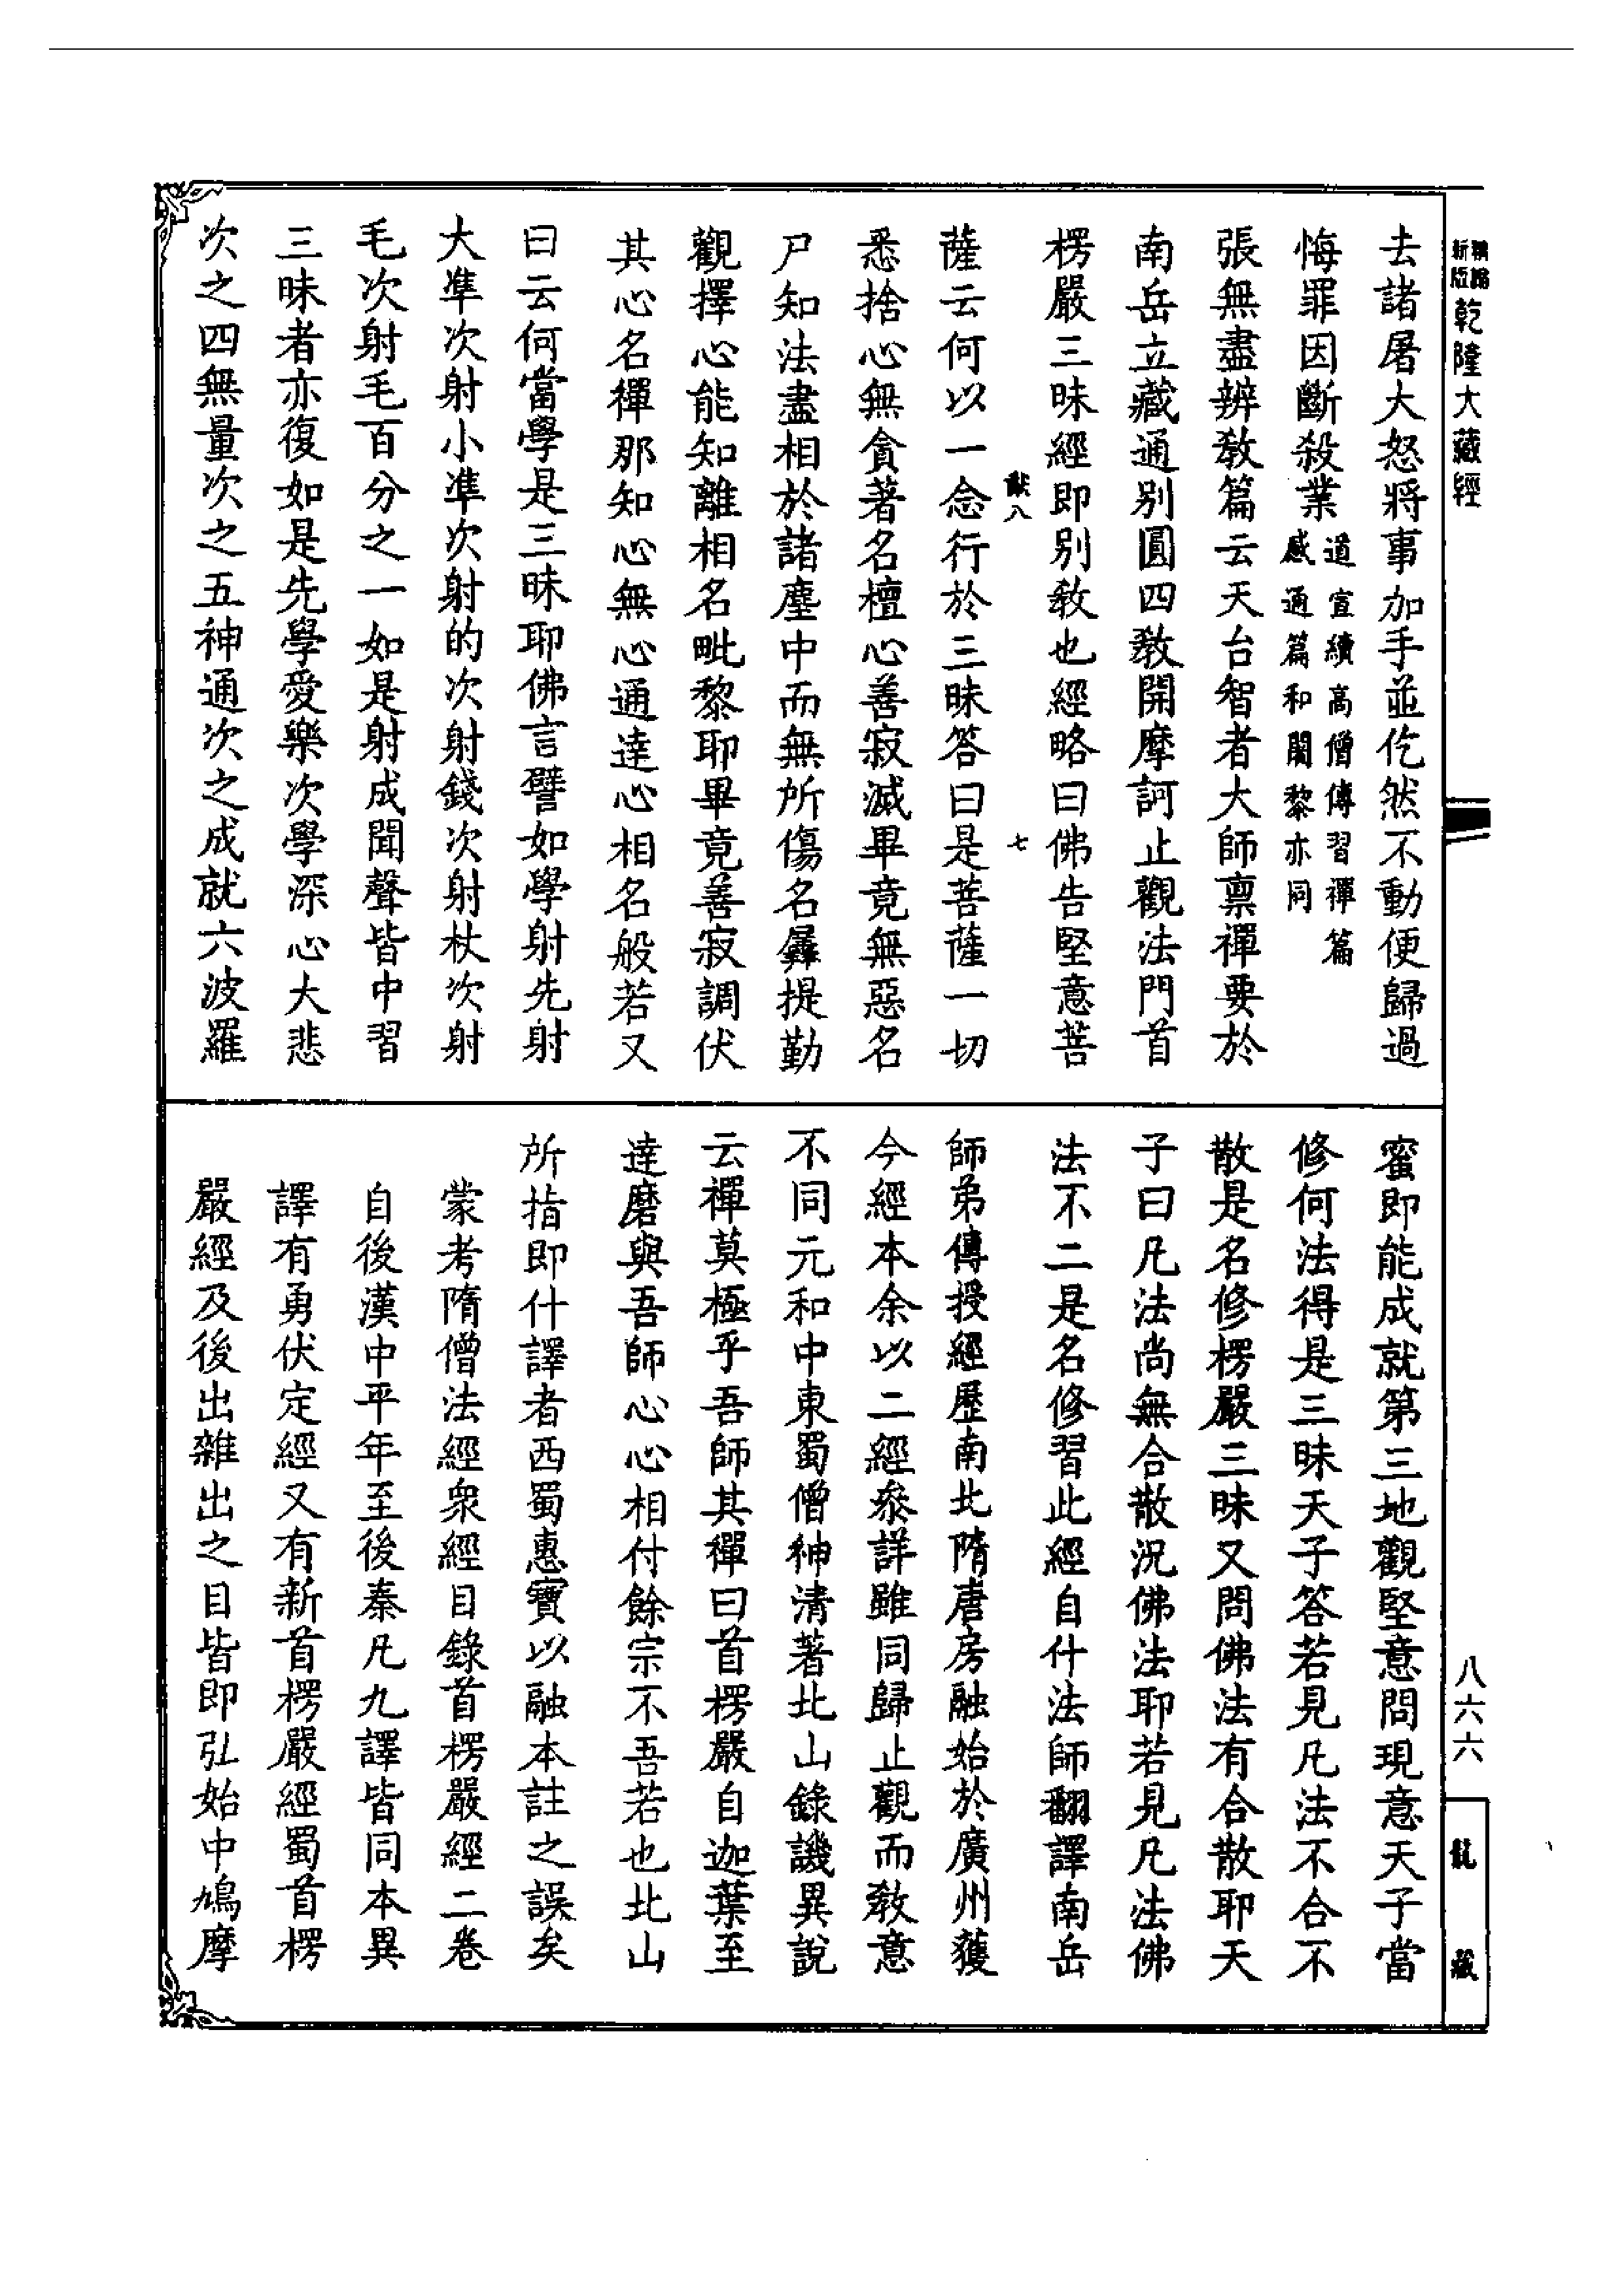 乾隆大藏經
去諸屠大怒將事加手並仡然不動便歸過
悔罪因斷殺業道宣續高僧傳習禪篇
感通篇和闍黎亦同
張無盡辨教篇云天台智者大師禀禪要於
南岳立藏通別圓四教開摩訶止觀法門首
楞嚴三昧經即別教也經略曰佛告堅意菩
八
七
薩云何以一念行於三昧答曰是菩薩一切
悉捨心無貪著名檀心善寂滅畢竟無惡名
尸知法盡相於諸塵中而無所傷名羼提勤
觀擇心能知離相名毗黎耶畢竟善寂調伏
其心名禪那知心無心通達心相名般若又
曰云何當學是三昧耶佛言譬如學射先射
大準次射小準次射的次射錢次射杖次射
毛次射毛百分之一如是射成聞聲皆中習
三昧者亦復如是先學愛樂次學深心大悲
次之四無量次之五神通次之成就六波羅
蜜即能成就第三地觀堅意問現意天子當
修何法得是三昧天子答若見凡法不合不
散是名修楞嚴三昧又問佛法有合散耶天
子曰凡法尚無合散況佛法耶若見凡法佛
法不二是名修習此經自什法師翻譯南岳
師弟傳授經歷南北隋唐房融始於廣州獲
今經本余以二經叅詳雖同歸止觀而教意
不同元和中東蜀僧神清著北山錄譏異說
云禪莫極乎吾師其禪曰首楞嚴自迦葉至
達磨與吾師心心相付餘宗不吾若也北山
所指即什譯者西蜀惠寶以融本註之誤矣
蒙考隋僧法經衆經目錄首楞嚴經二卷
自後漢中平年至後秦凡九譯皆同本異
譯有勇伏定經又有新首楞嚴經蜀首楞
嚴經及後出雜出之目皆即弘始中鳩摩
八六六
龍藏